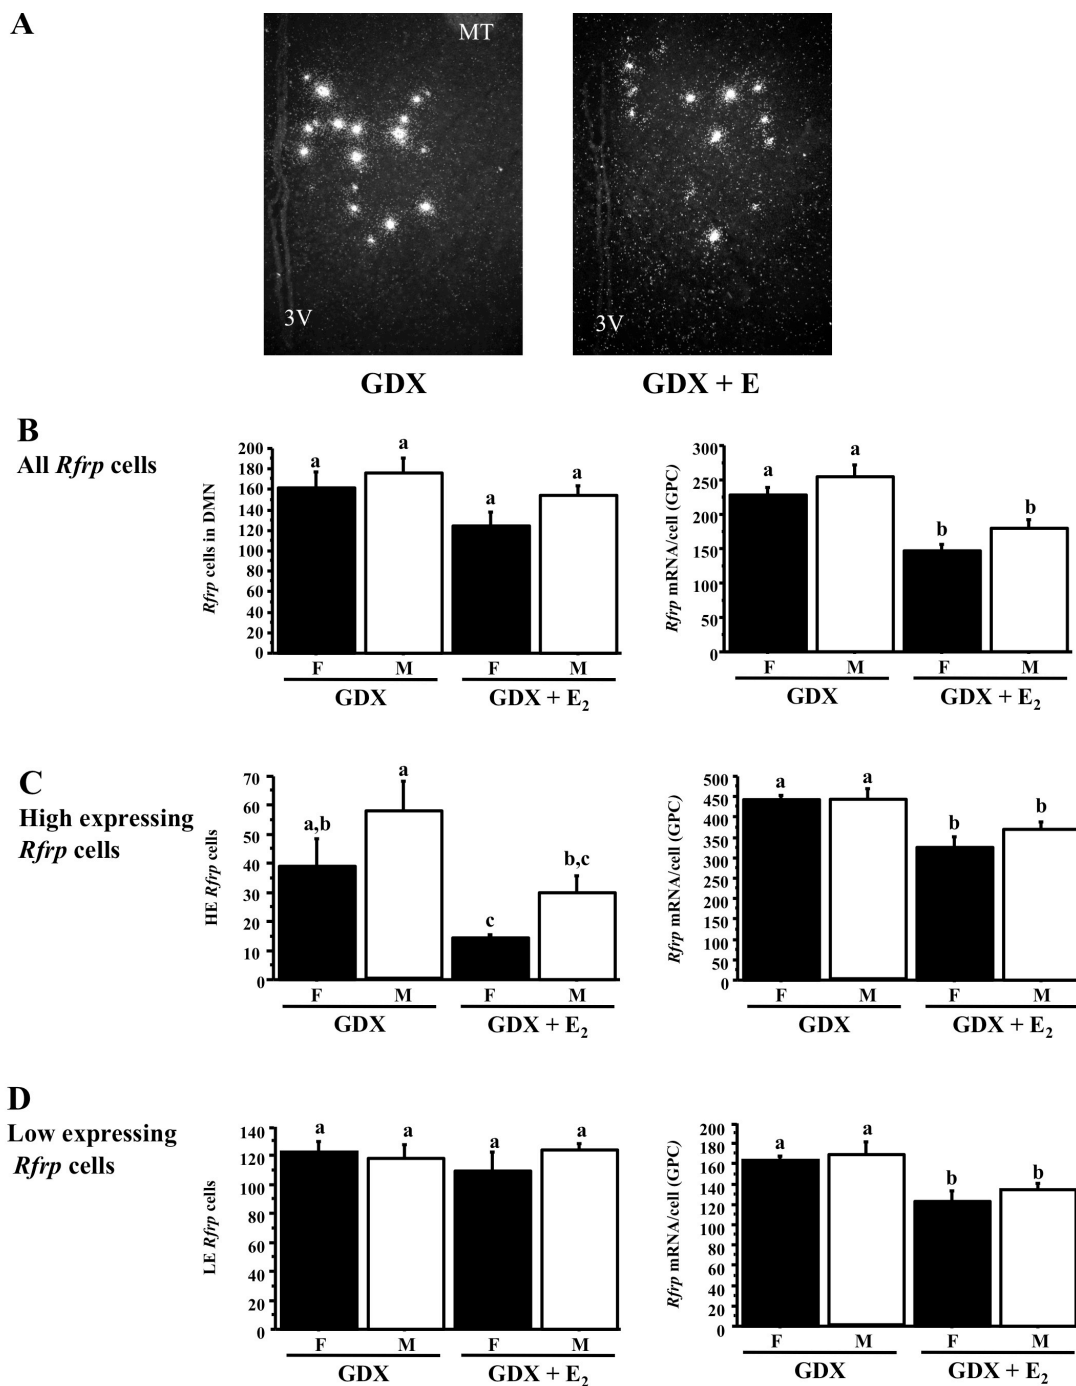 A
MT
3V
3V
GDX
GDX + E
B
All Rfrp cells
Rfrp cells in DMN
200
180
160
140
120
100
80
60
40
20
0
a
a
a
a
F
M
F
M
GDX
GDX + E₂
Rfrp mRNA/cell (GPC)
300
250
200
150
100
50
0
a
a
b
b
F
M
F
M
GDX
GDX + E₂
C
High expressing
Rfrp cells
HE Rfrp cells
70
60
50
40
30
20
10
0
a,b
a
c
b,c
F
M
F
M
GDX
GDX + E₂
Rfrp mRNA/cell (GPC)
500
450
400
350
300
250
200
150
100
50
0
a
a
b
b
F
M
F
M
GDX
GDX + E₂
D
Low expressing
Rfrp cells
LE Rfrp cells
140
120
100
80
60
40
20
0
a
a
a
a
F
M
F
M
GDX
GDX + E₂
Rfrp mRNA/cell (GPC)
200
180
160
140
120
100
80
60
40
20
0
a
a
b
b
F
M
F
M
GDX
GDX + E₂